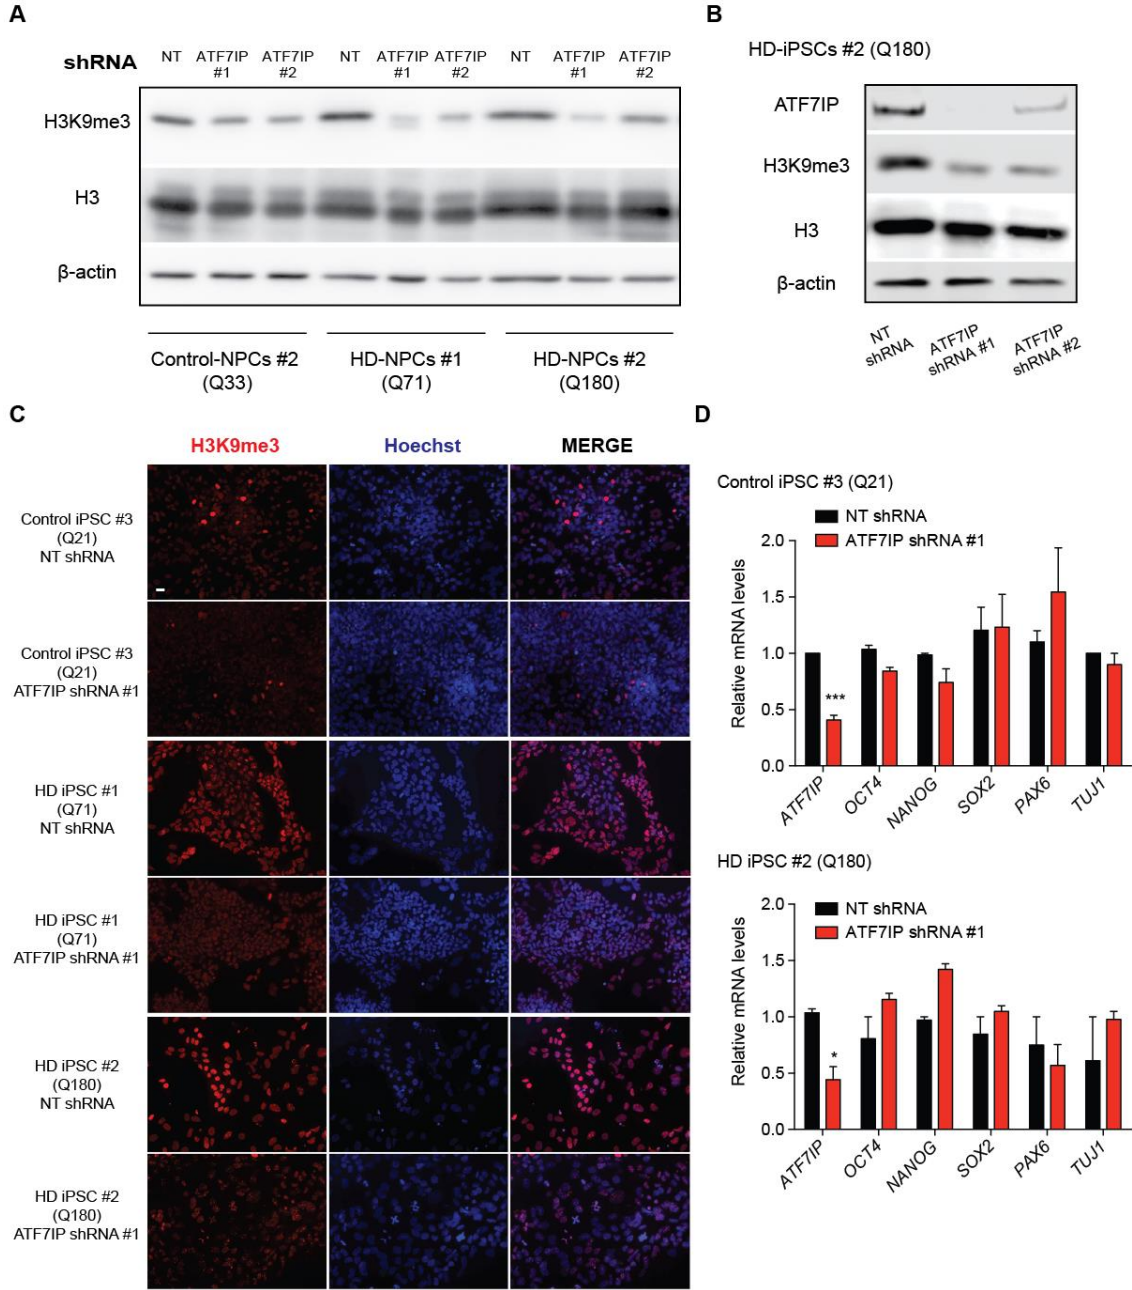 A
shRNA NT ATF7IP #1 ATF7IP #2 NT ATF7IP #1 ATF7IP #2 NT ATF7IP #1 ATF7IP #2
H3K9me3
H3
β-actin
Control-NPCs #2
(Q33)
HD-NPCs #1
(Q71)
HD-NPCs #2
(Q180)
B
HD-iPSCs #2 (Q180)
ATF7IP
H3K9me3
H3
β-actin
NT
shRNA
ATF7IP
shRNA #1
ATF7IP
shRNA #2
C
H3K9me3 Hoechst MERGE
Control iPSC #3
(Q21)
NT shRNA
Control iPSC #3
(Q21)
ATF7IP shRNA #1
HD iPSC #1
(Q71)
NT shRNA
HD iPSC #1
(Q71)
ATF7IP shRNA #1
HD iPSC #2
(Q180)
NT shRNA
HD iPSC #2
(Q180)
ATF7IP shRNA #1
D
Control iPSC #3 (Q21)
NT shRNA
ATF7IP shRNA #1
Relative mRNA levels
2.0
1.5
1.0
0.5
0.0
***
ATF7IP OCT4 NANOG SOX2 PAX6 TUJ1
HD iPSC #2 (Q180)
NT shRNA
ATF7IP shRNA #1
Relative mRNA levels
2.0
1.5
1.0
0.5
0.0
*
ATF7IP OCT4 NANOG SOX2 PAX6 TUJ1